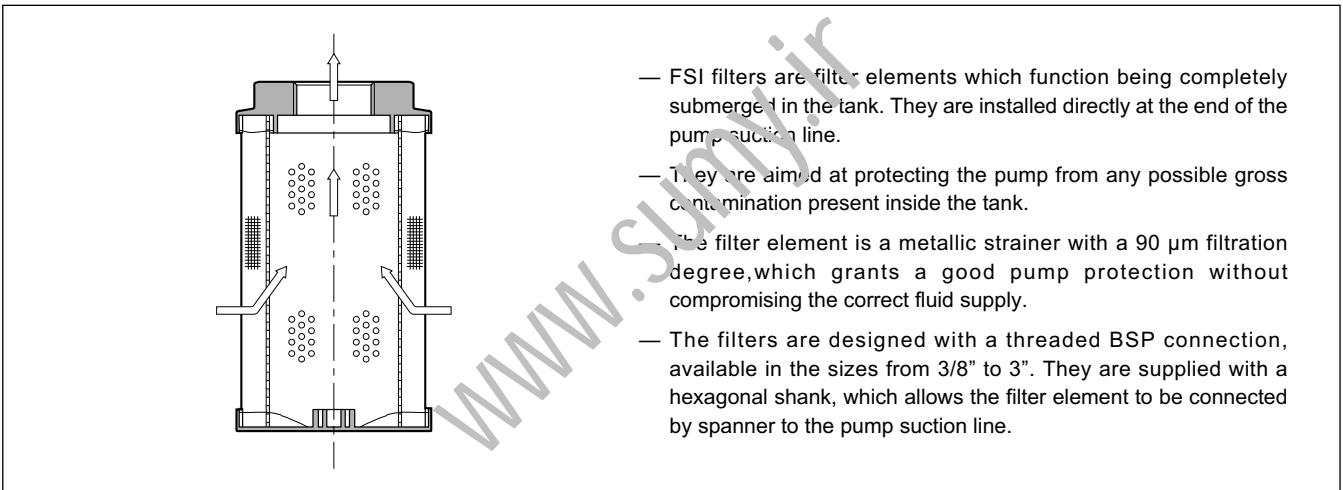 — FSI filters are filter elements which function being completely
submerged in the tank. They are installed directly at the end of the
pump suction line.
— They are aimed at protecting the pump from any possible gross
contamination present inside the tank.
— The filter element is a metallic strainer with a 90 µm filtration
degree,which grants a good pump protection without
compromising the correct fluid supply.
— The filters are designed with a threaded BSP connection,
available in the sizes from 3/8” to 3”. They are supplied with a
hexagonal shank, which allows the filter element to be connected
by spanner to the pump suction line.
www.sumy.ir